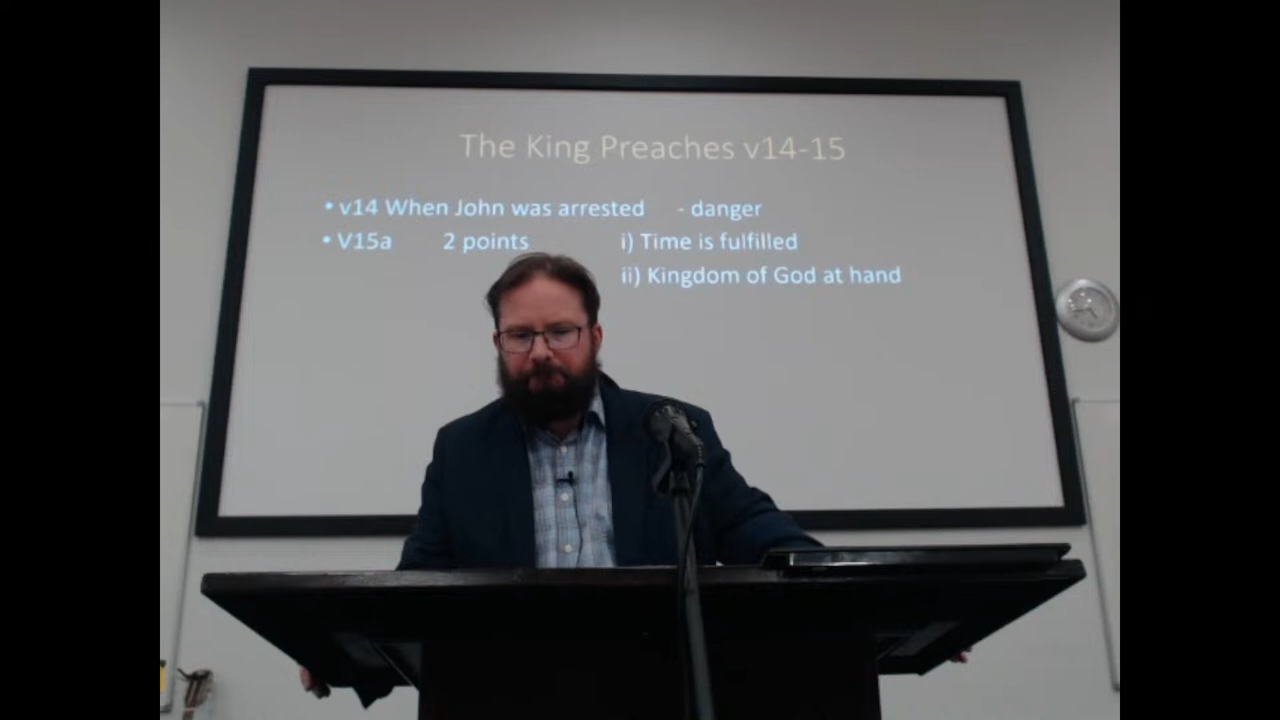 The King Preaches v14-15
• v14 When John was arrested - danger
• V15a 2 points i) Time is fulfilled
ii) Kingdom of God at hand